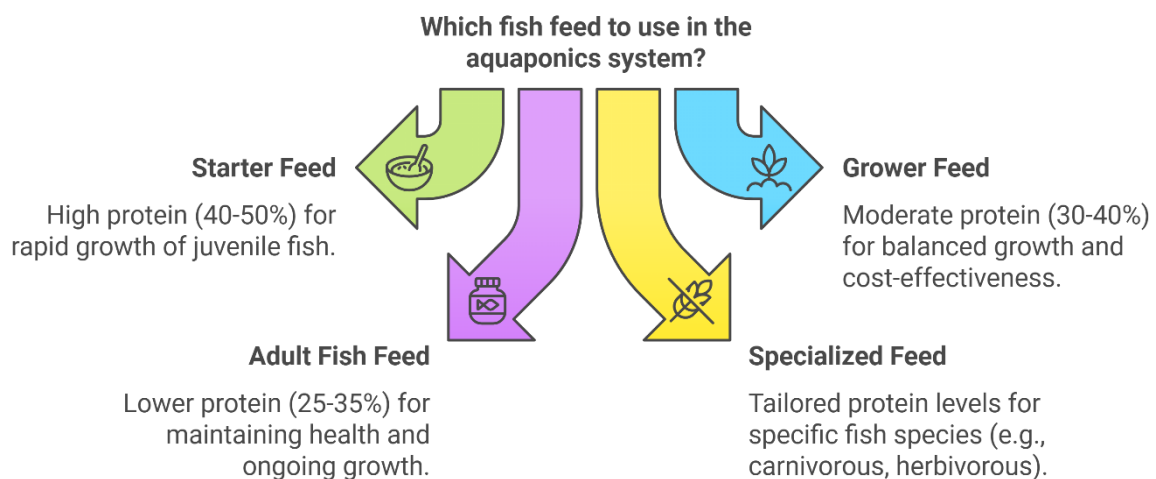 Which fish feed to use in the
aquaponics system?
Starter Feed
High protein (40-50%) for
rapid growth of juvenile fish.
Grower Feed
Moderate protein (30-40%)
for balanced growth and
cost-effectiveness.
Adult Fish Feed
Lower protein (25-35%) for
maintaining health and
ongoing growth.
Specialized Feed
Tailored protein levels for
specific fish species (e.g.,
carnivorous, herbivorous).